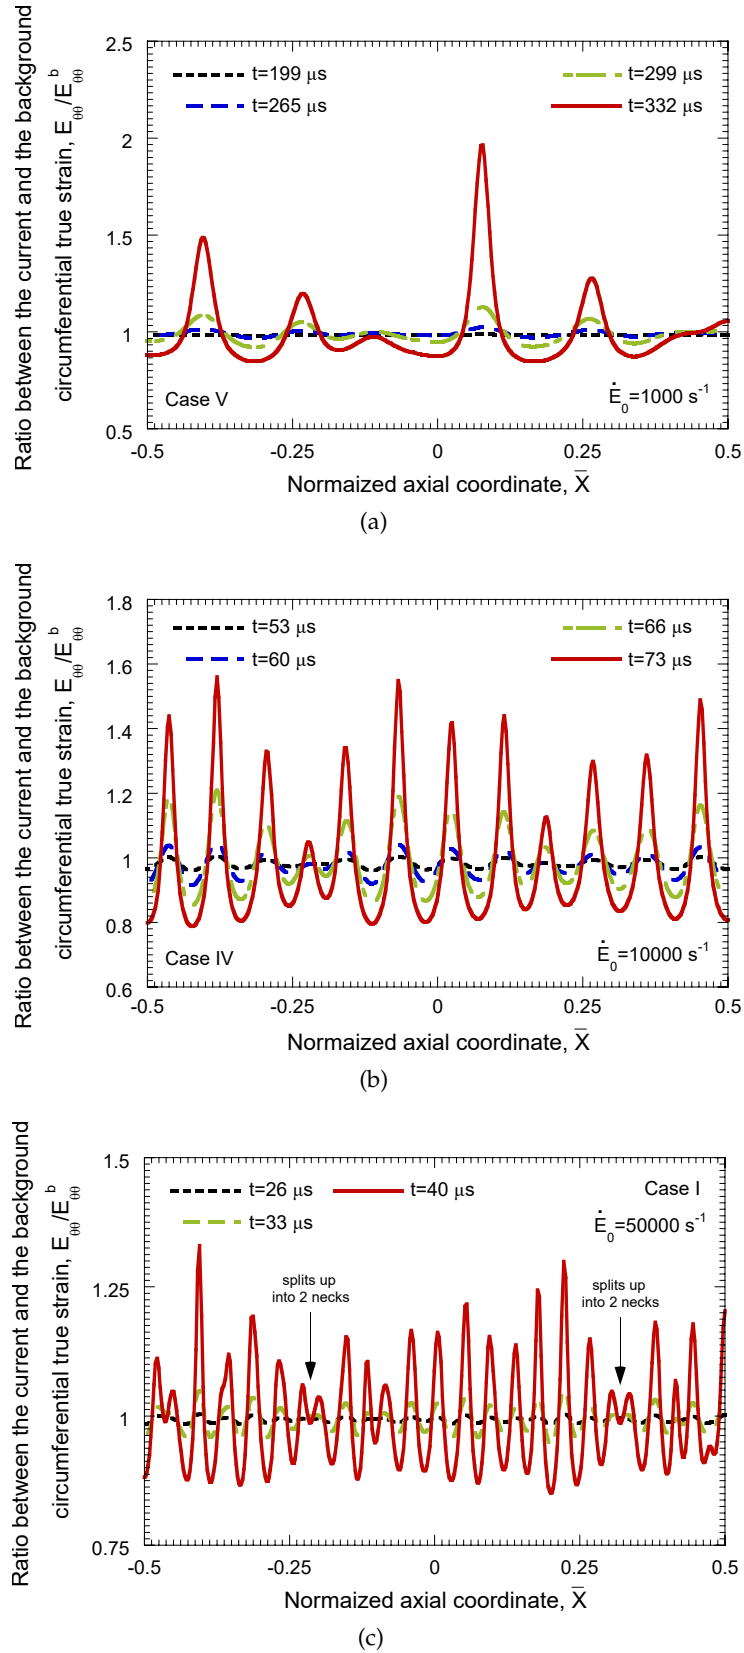 Ratio between the current and the background
circumferential true strain, E_θθ/E_θθ^b
2.5
2
1.5
1
0.5
t=199 μs
t=299 μs
t=265 μs
t=332 μs
Case V
Ė₀=1000 s⁻¹
-0.5
-0.25
0
0.25
0.5
Normaized axial coordinate, X̅
(a)
Ratio between the current and the background
circumferential true strain, E_θθ/E_θθ^b
1.8
1.6
1.4
1.2
1
0.8
0.6
t=53 μs
t=66 μs
t=60 μs
t=73 μs
Case IV
Ė₀=10000 s⁻¹
-0.5
-0.25
0
0.25
0.5
Normaized axial coordinate, X̅
(b)
Ratio between the current and the background
circumferential true strain, E_θθ/E_θθ^b
1.5
1.25
1
0.75
t=26 μs
t=40 μs
Case I
t=33 μs
Ė₀=50000 s⁻¹
splits up
into 2 necks
splits up
into 2 necks
-0.5
-0.25
0
0.25
0.5
Normaized axial coordinate, X̅
(c)